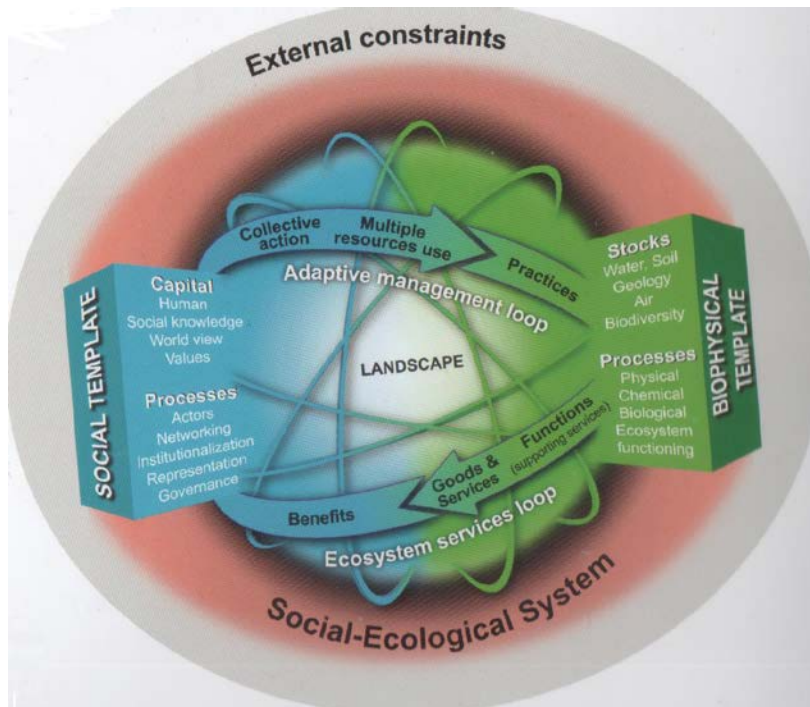 External constraints
Collective
action
Multiple
resources use
Practices
Adaptive management loop
SOCIAL TEMPLATE
Capital
Human
Social knowledge
World view
Values
Processes
Actors
Networking
Institutionalization
Representation
Governance
LANDSCAPE
Stocks
Water, Soil
Geology
Air
Biodiversity
Processes
Physical
Chemical
Biological
Ecosystem
functioning
BIOPHYSICAL
TEMPLATE
Functions
(supporting services)
Goods &
Services
Benefits
Ecosystem services loop
Social-Ecological System